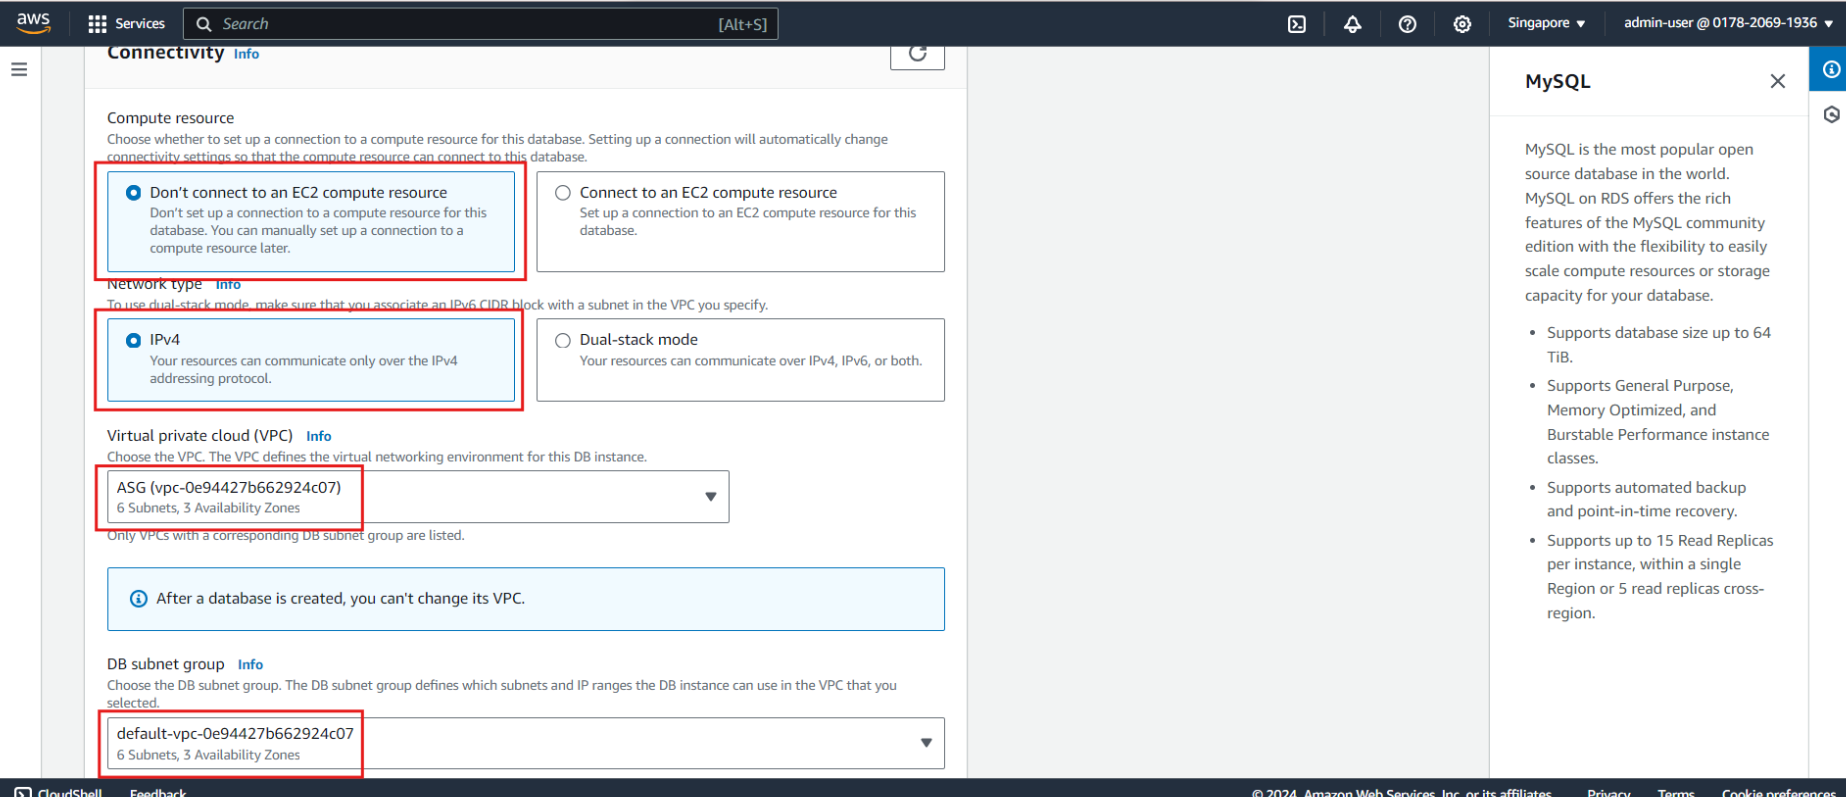 aws
Services
Search
[Alt+S]
Singapore
admin-user @ 0178-2069-1936
Connectivity Info
Compute resource
Choose whether to set up a connection to a compute resource for this database. Setting up a connection will automatically change
connectivity settings so that the compute resource can connect to this database.
Don't connect to an EC2 compute resource
Don't set up a connection to a compute resource for this
database. You can manually set up a connection to a
compute resource later.
Connect to an EC2 compute resource
Set up a connection to an EC2 compute resource for this
database.
Network type Info
To use dual-stack mode, make sure that you associate an IPv6 CIDR block with a subnet in the VPC you specify.
IPv4
Your resources can communicate only over the IPv4
addressing protocol.
Dual-stack mode
Your resources can communicate over IPv4, IPv6, or both.
Virtual private cloud (VPC) Info
Choose the VPC. The VPC defines the virtual networking environment for this DB instance.
ASG (vpc-0e94427b662924c07)
6 Subnets, 3 Availability Zones
Only VPCs with a corresponding DB subnet group are listed.
After a database is created, you can't change its VPC.
DB subnet group Info
Choose the DB subnet group. The DB subnet group defines which subnets and IP ranges the DB instance can use in the VPC that you
selected.
default-vpc-0e94427b662924c07
6 Subnets, 3 Availability Zones
MySQL
MySQL is the most popular open
source database in the world.
MySQL on RDS offers the rich
features of the MySQL community
edition with the flexibility to easily
scale compute resources or storage
capacity for your database.
• Supports database size up to 64
TiB.
• Supports General Purpose,
Memory Optimized, and
Burstable Performance instance
classes.
• Supports automated backup
and point-in-time recovery.
• Supports up to 15 Read Replicas
per instance, within a single
Region or 5 read replicas cross-
region.
CloudShell
Feedback
© 2024, Amazon Web Services, Inc. or its affiliates.
Privacy
Terms
Cookie preferences